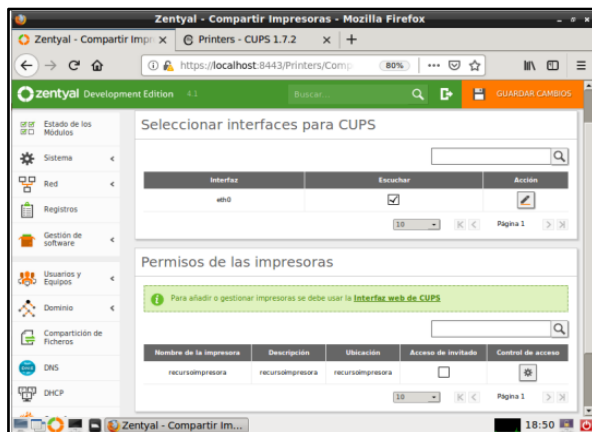 Zentyal - Compartir Impresoras - Mozilla Firefox
Zentyal - Compartir Impr
Printers - CUPS 1.7.2
https://localhost:8443/Printers/Comp
80%
zentyal Development Edition 4.1
Buscar...
GUARDAR CAMBIOS
Estado de los
Módulos
Sistema
Red
Registros
Gestión de
software
Usuarios y
Equipos
Dominio
Compartición de
Ficheros
DNS
DHCP
Seleccionar interfaces para CUPS
Interfaz Escuchar Acción
eth0
10 Página 1
Permisos de las impresoras
Para añadir o gestionar impresoras se debe usar la Interfaz web de CUPS
Nombre de la impresora Descripción Ubicación Acceso de invitado Control de acceso
recursoimpresora recursoimpresora recursoimpresora
10 Página 1
Zentyal - Compartir Im...
18:50